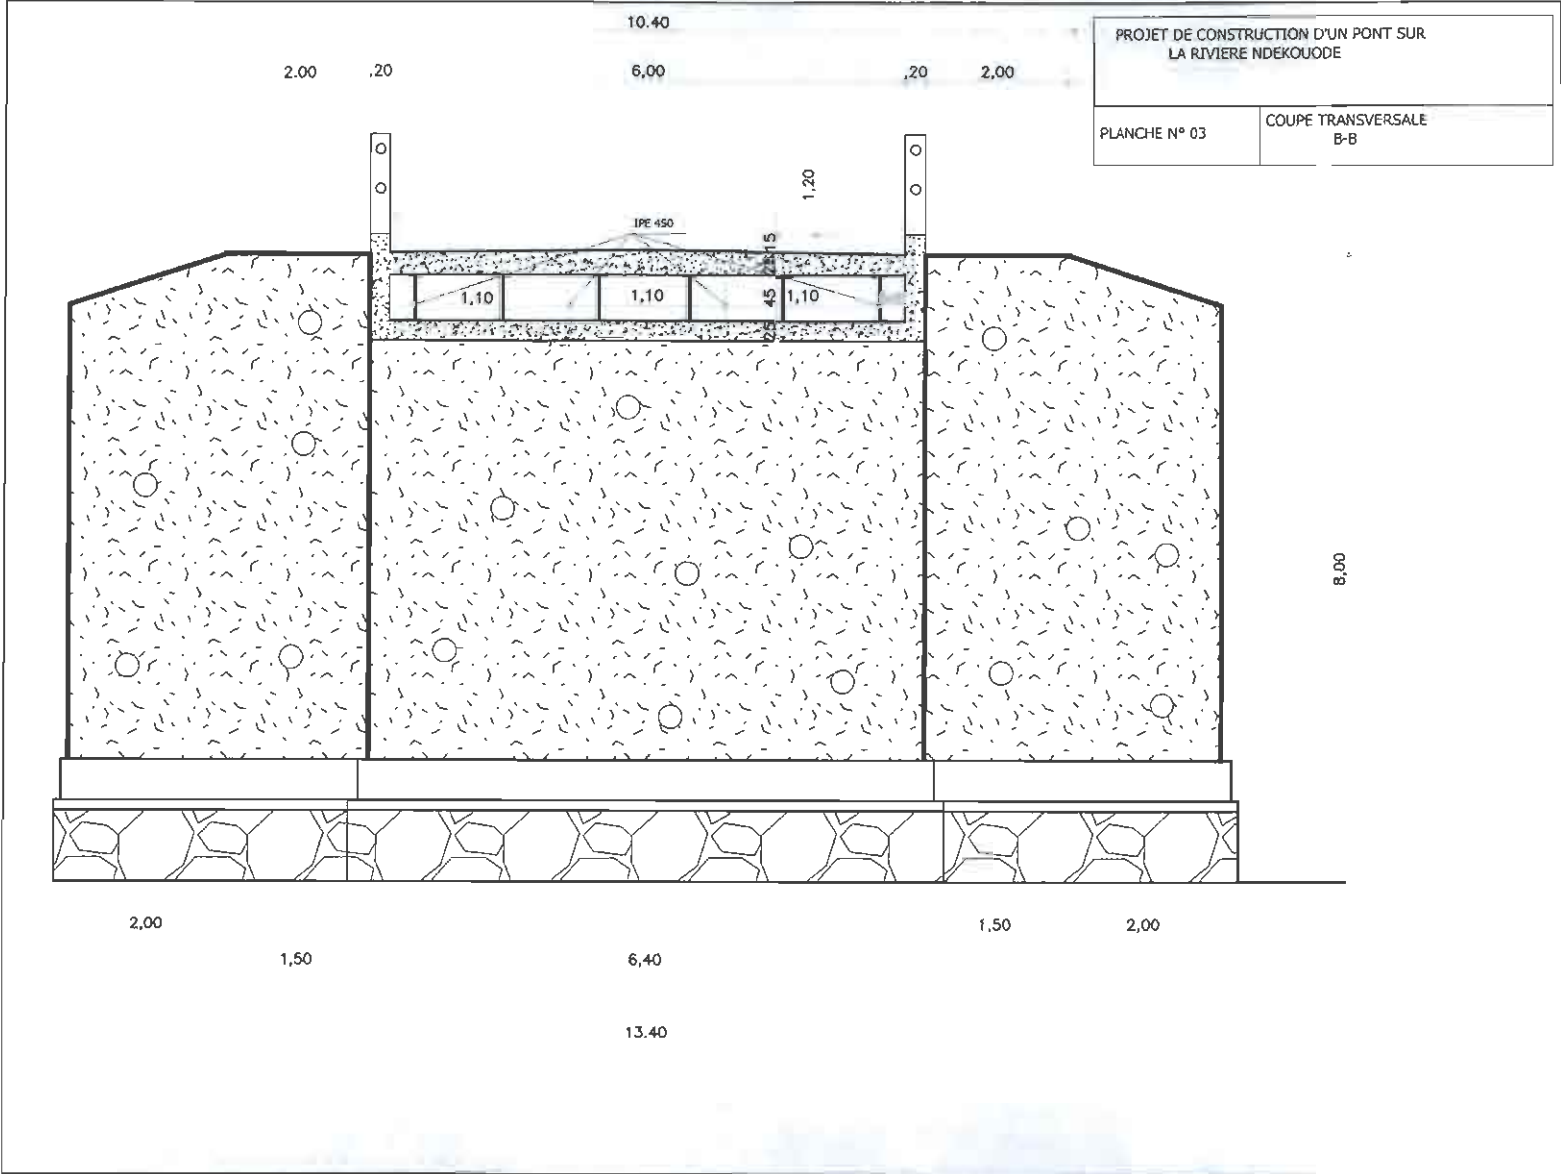 10.40
2.00 ,20 6,00 ,20 2,00
PROJET DE CONSTRUCTION D'UN PONT SUR
LA RIVIERE NDEKOUODE
PLANCHE N° 03
COUPE TRANSVERSALE
B-B
1,20
IPE 450
15
45
1,10 1,10 1,10
8,00
2,00 1,50 2,00
1,50 6,40
13.40